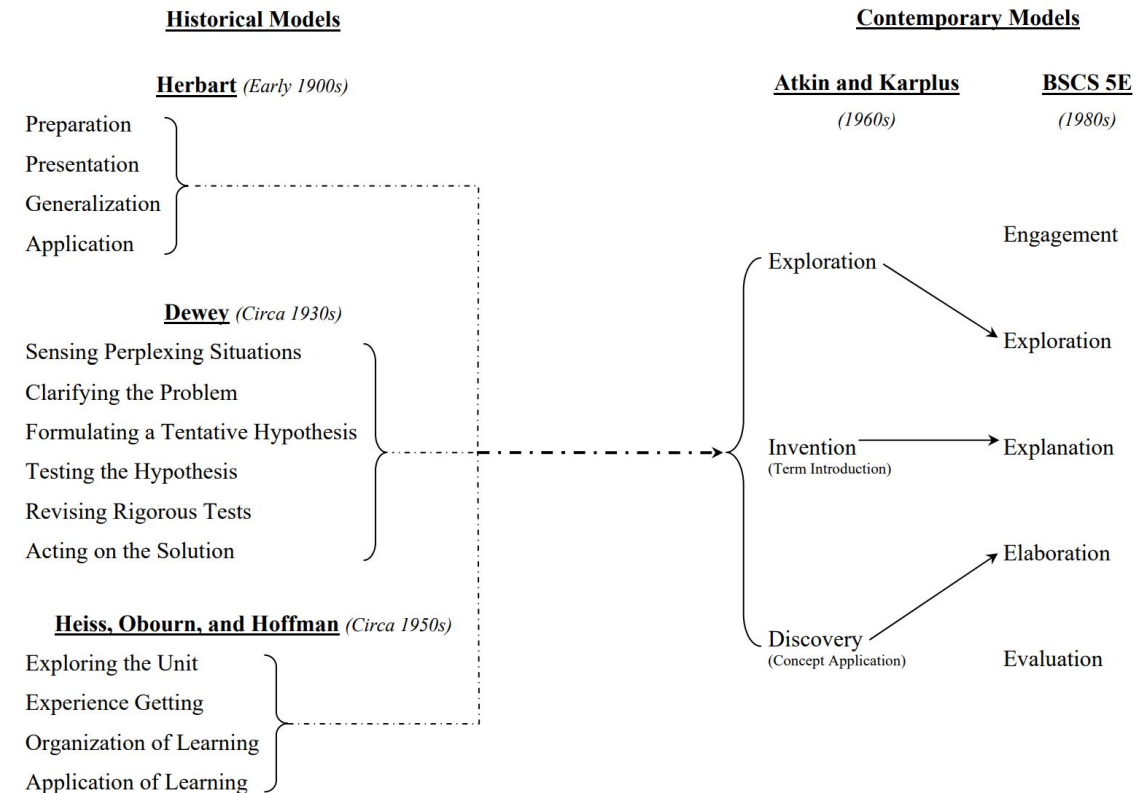 Historical Models
Herbart (Early 1900s)
Preparation
Presentation
Generalization
Application
Dewey (Circa 1930s)
Sensing Perplexing Situations
Clarifying the Problem
Formulating a Tentative Hypothesis
Testing the Hypothesis
Revising Rigorous Tests
Acting on the Solution
Heiss, Obourn, and Hoffman (Circa 1950s)
Exploring the Unit
Experience Getting
Organization of Learning
Application of Learning
Contemporary Models
Atkin and Karplus
(1960s)
Exploration
Invention
(Term Introduction)
Discovery
(Concept Application)
BSCS 5E
(1980s)
Engagement
Exploration
Explanation
Elaboration
Evaluation